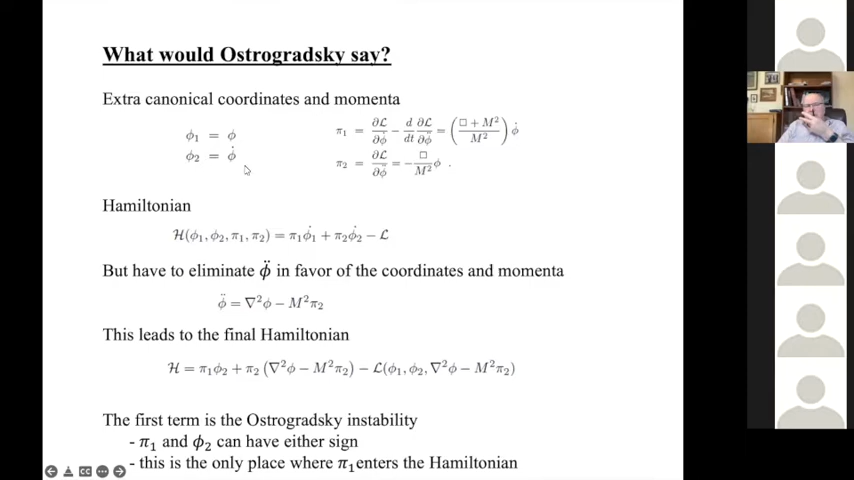 What would Ostrogradsky say?
Extra canonical coordinates and momenta
ϕ₁ = ϕ
ϕ₂ = ϕ̇
π₁ = ∂ℒ/∂ϕ̇ − d/dt ∂ℒ/∂ϕ̈ = ((□ + M²)/M²) ϕ̇
π₂ = ∂ℒ/∂ϕ̈ = −□/M² ϕ .
Hamiltonian
ℋ(ϕ₁, ϕ₂, π₁, π₂) = π₁ϕ̇₁ + π₂ϕ̇₂ − ℒ
But have to eliminate ϕ̈ in favor of the coordinates and momenta
ϕ̈ = ∇²ϕ − M²π₂
This leads to the final Hamiltonian
ℋ = π₁ϕ₂ + π₂ (∇²ϕ − M²π₂) − ℒ(ϕ₁, ϕ₂, ∇²ϕ − M²π₂)
The first term is the Ostrogradsky instability
- π₁ and ϕ₂ can have either sign
- this is the only place where π₁enters the Hamiltonian
CC